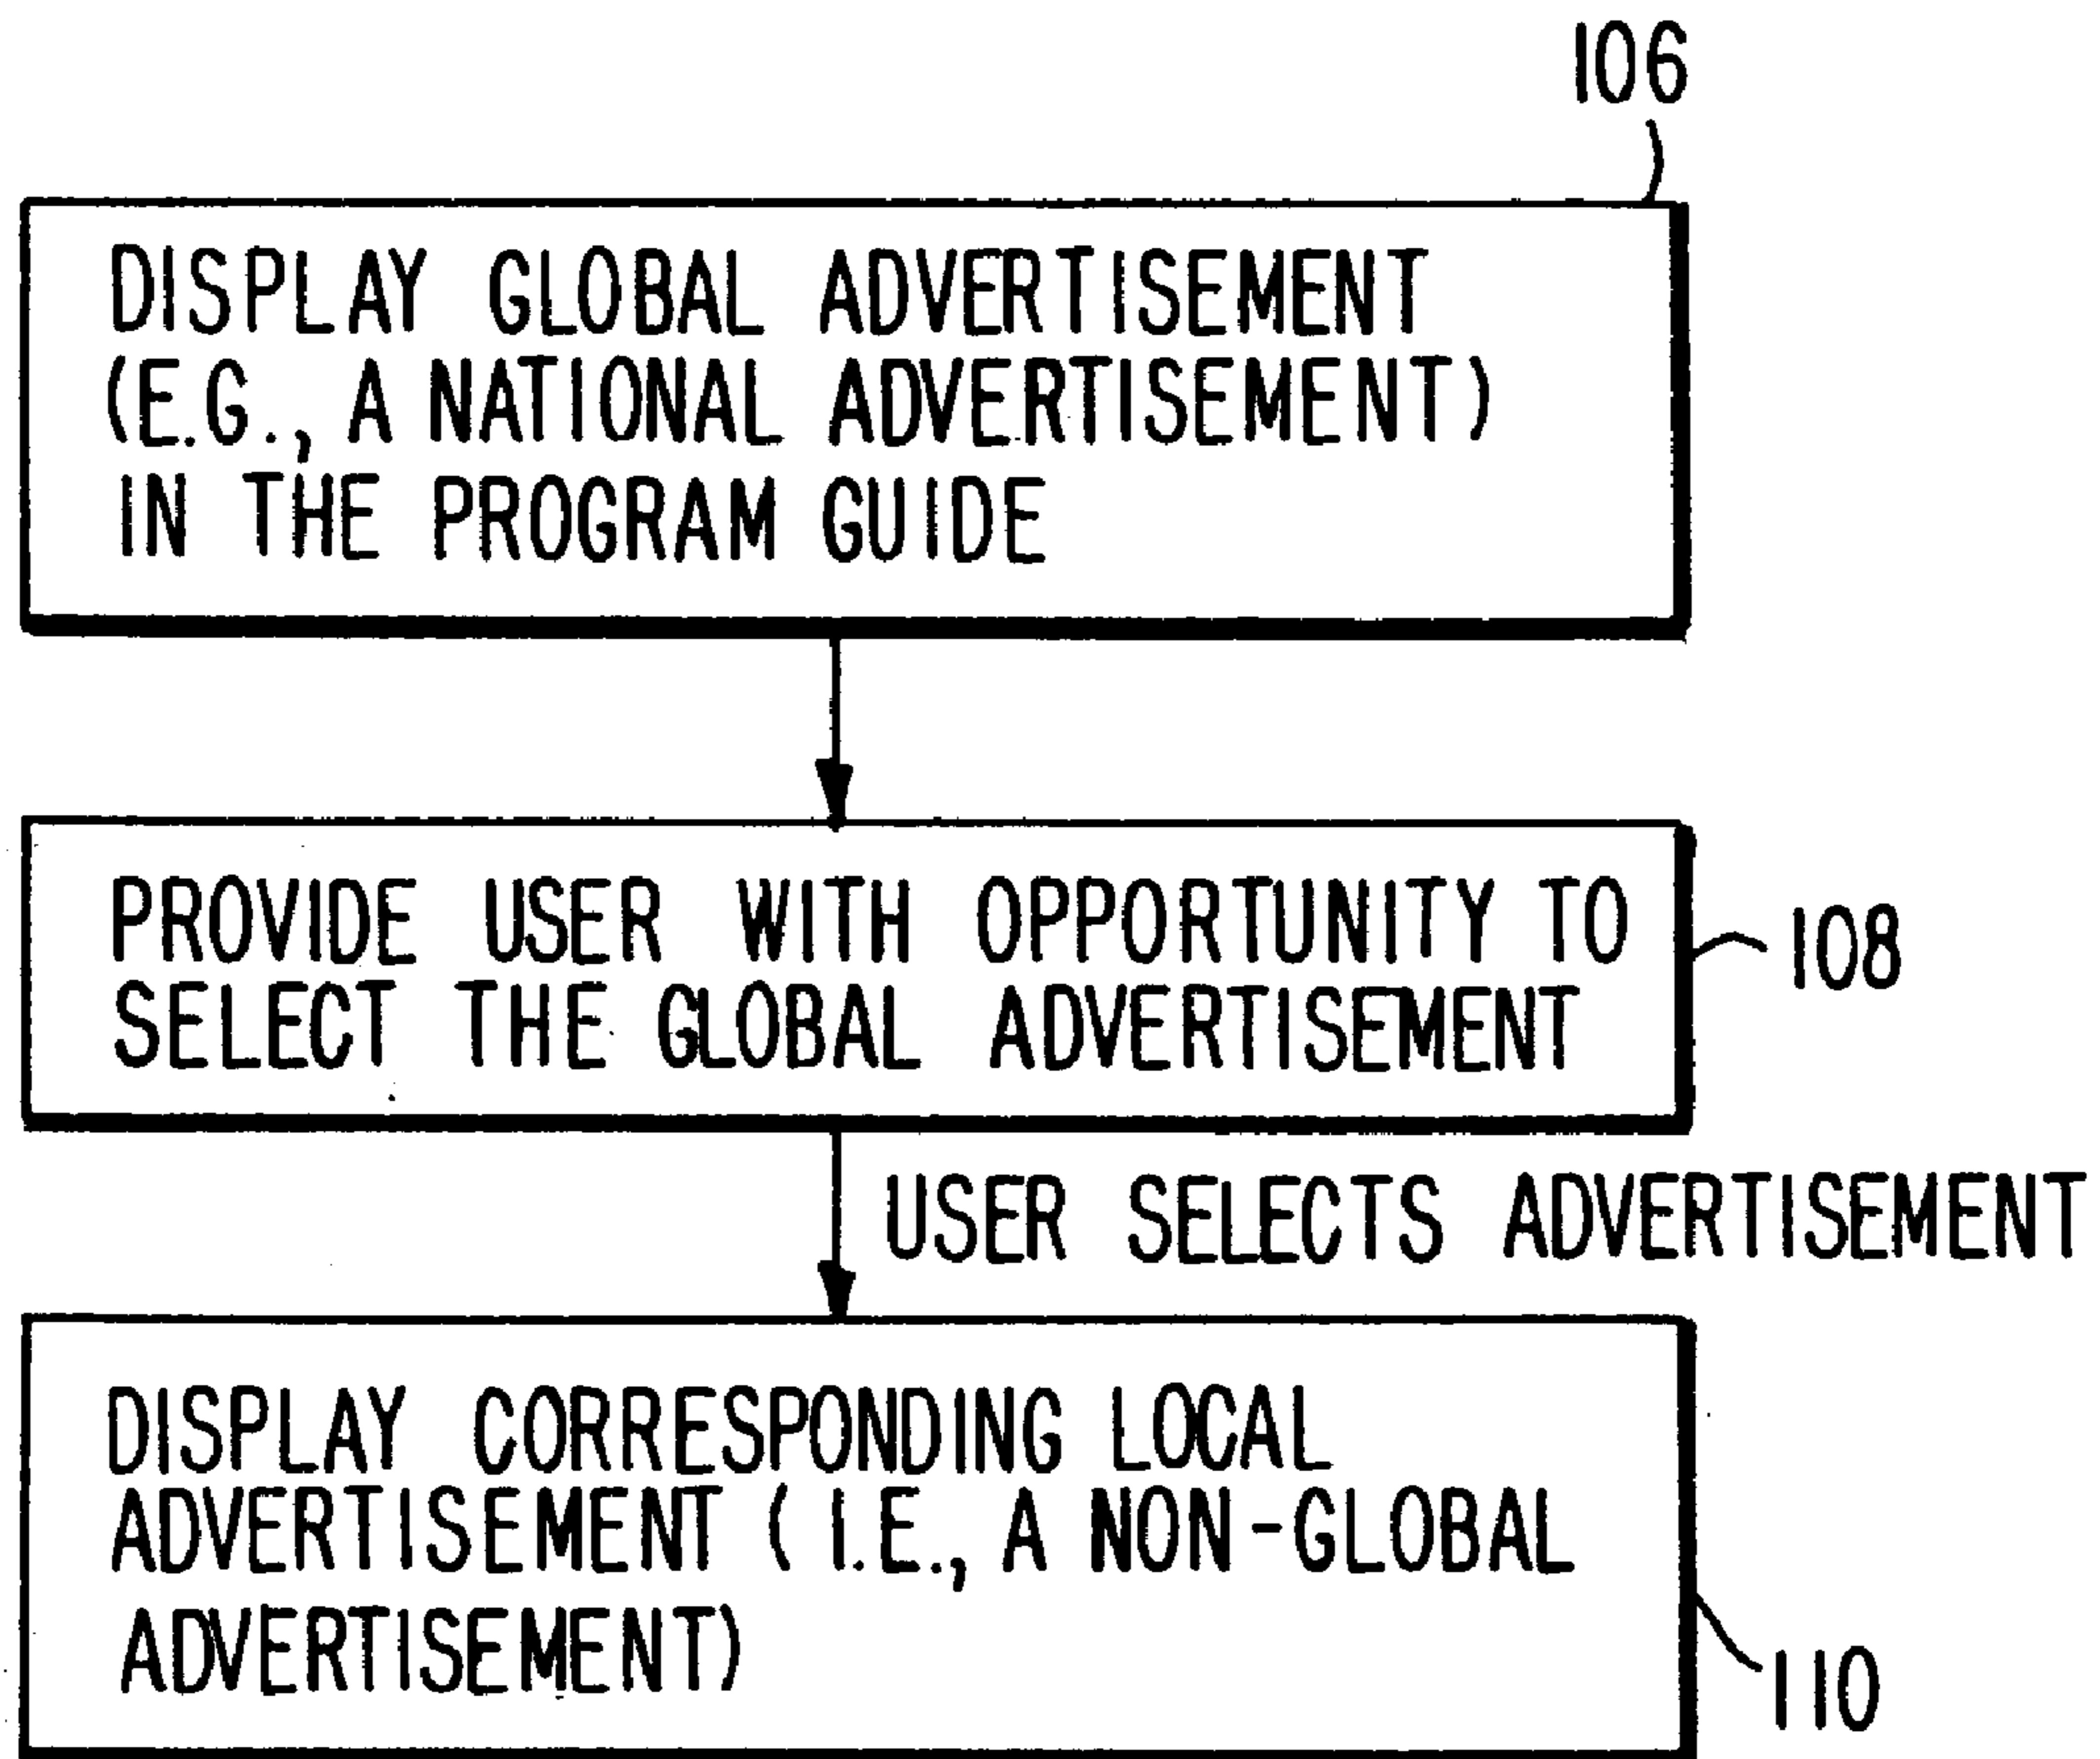 106
DISPLAY GLOBAL ADVERTISEMENT
(E.G., A NATIONAL ADVERTISEMENT)
IN THE PROGRAM GUIDE
PROVIDE USER WITH OPPORTUNITY TO
SELECT THE GLOBAL ADVERTISEMENT
108
USER SELECTS ADVERTISEMENT
DISPLAY CORRESPONDING LOCAL
ADVERTISEMENT (I.E., A NON-GLOBAL
ADVERTISEMENT)
110